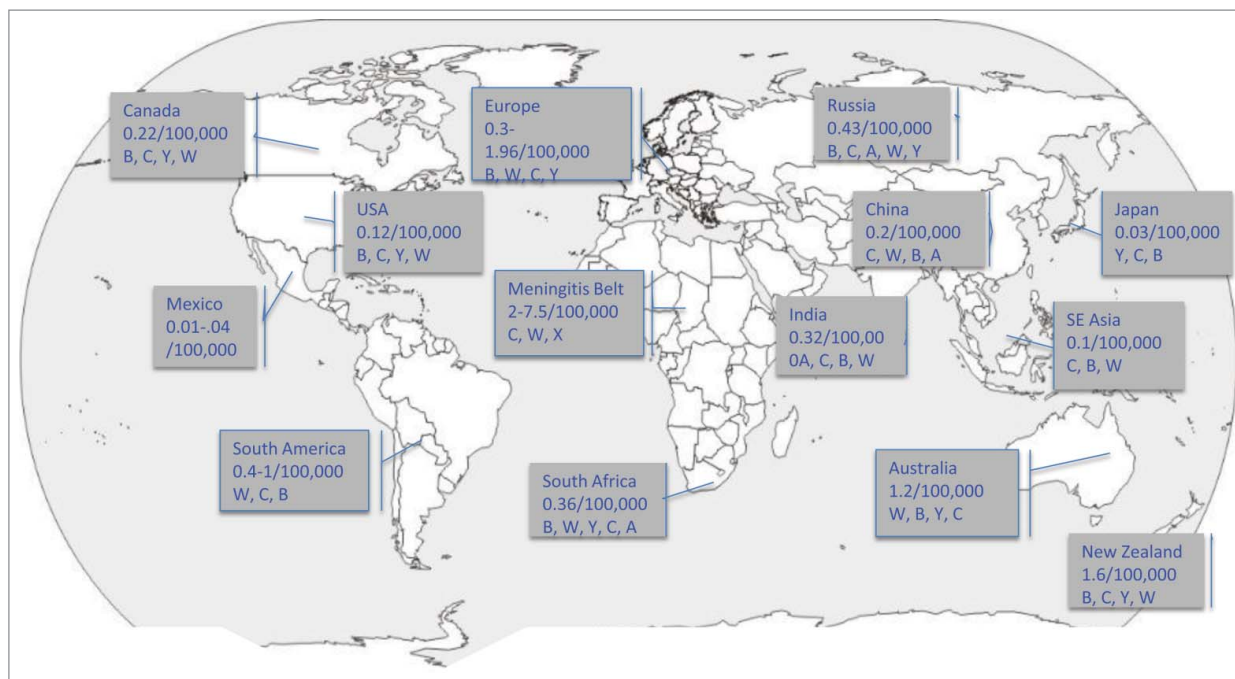 Canada
0.22/100,000
B, C, Y, W
Europe
0.3-
1.96/100,000
B, W, C, Y
Russia
0.43/100,000
B, C, A, W, Y
USA
0.12/100,000
B, C, Y, W
China
0.2/100,000
C, W, B, A
Japan
0.03/100,000
Y, C, B
Mexico
0.01-.04
/100,000
Meningitis Belt
2-7.5/100,000
C, W, X
India
0.32/100,00
0A, C, B, W
SE Asia
0.1/100,000
C, B, W
South America
0.4-1/100,000
W, C, B
South Africa
0.36/100,000
B, W, Y, C, A
Australia
1.2/100,000
W, B, Y, C
New Zealand
1.6/100,000
B, C, Y, W